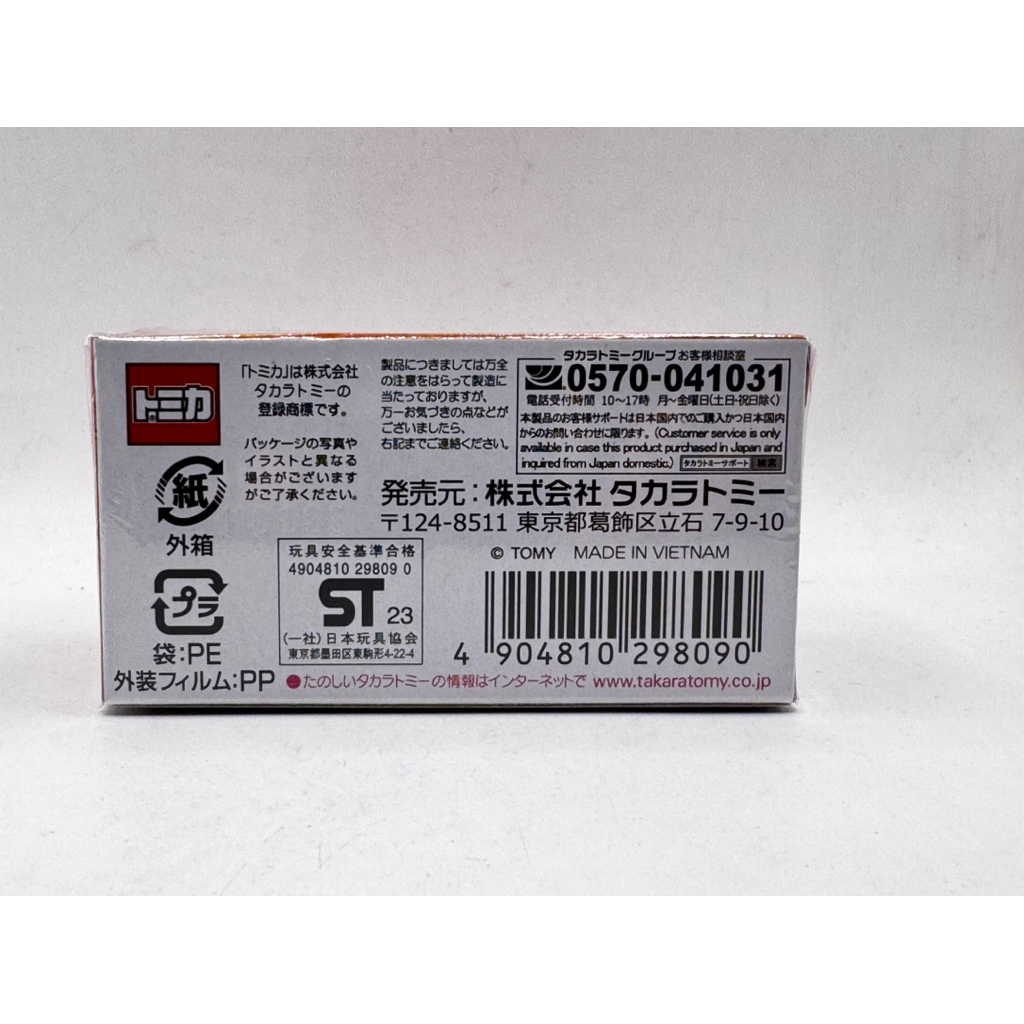 トミカ
「トミカ」は株式会社
タカラトミーの
登録商標です。
パッケージの写真や
イラストと異なる
場合がございます
がご了承ください。
製品につきましては万全
の注意をはらって製造に
当たっておりますが、
万一お気づきの点などが
ございましたら、
右記までご連絡ください。
タカラトミーグループ お客様相談室
0570-041031
電話受付時間 10〜17時 月〜金曜日(土日・祝日除く)
本製品のお客様サポートは日本国内でのご購入かつ日本国内
からのお問い合わせに限ります。(Customer service is only
available in case this product purchased in Japan and
inquired from Japan domestic.) タカラトミーサポート 検索
発売元:株式会社 タカラトミー
〒124-8511 東京都葛飾区立石 7-9-10
紙
外箱
プラ
袋:PE
外装フィルム:PP
玩具安全基準合格
4904810 29809 0
ST 23
(一社)日本玩具協会
東京都墨田区東駒形4-22-4
© TOMY MADE IN VIETNAM
4 904810 298090
●たのしいタカラトミーの情報はインターネットで www.takaratomy.co.jp